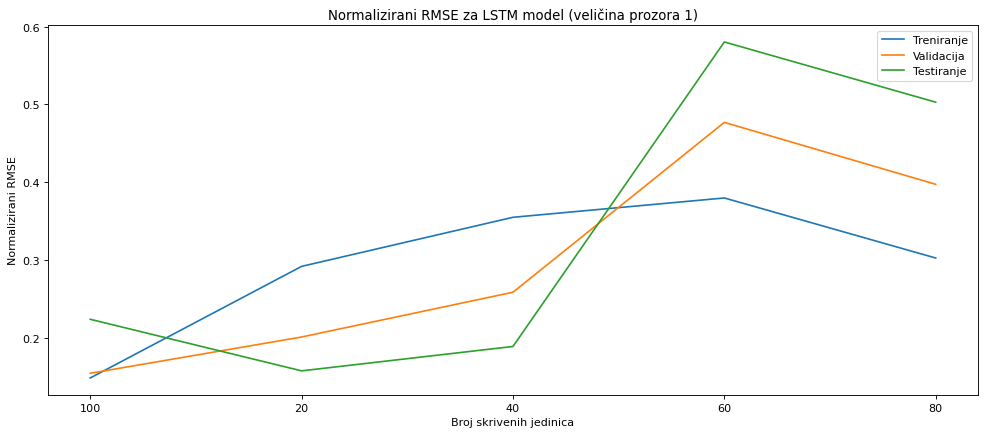 Normalizirani RMSE za LSTM model (veličina prozora 1)
Treniranje
Validacija
Testiranje
0.6
0.5
0.4
0.3
0.2
Normalizirani RMSE
100 20 40 60 80
Broj skrivenih jedinica